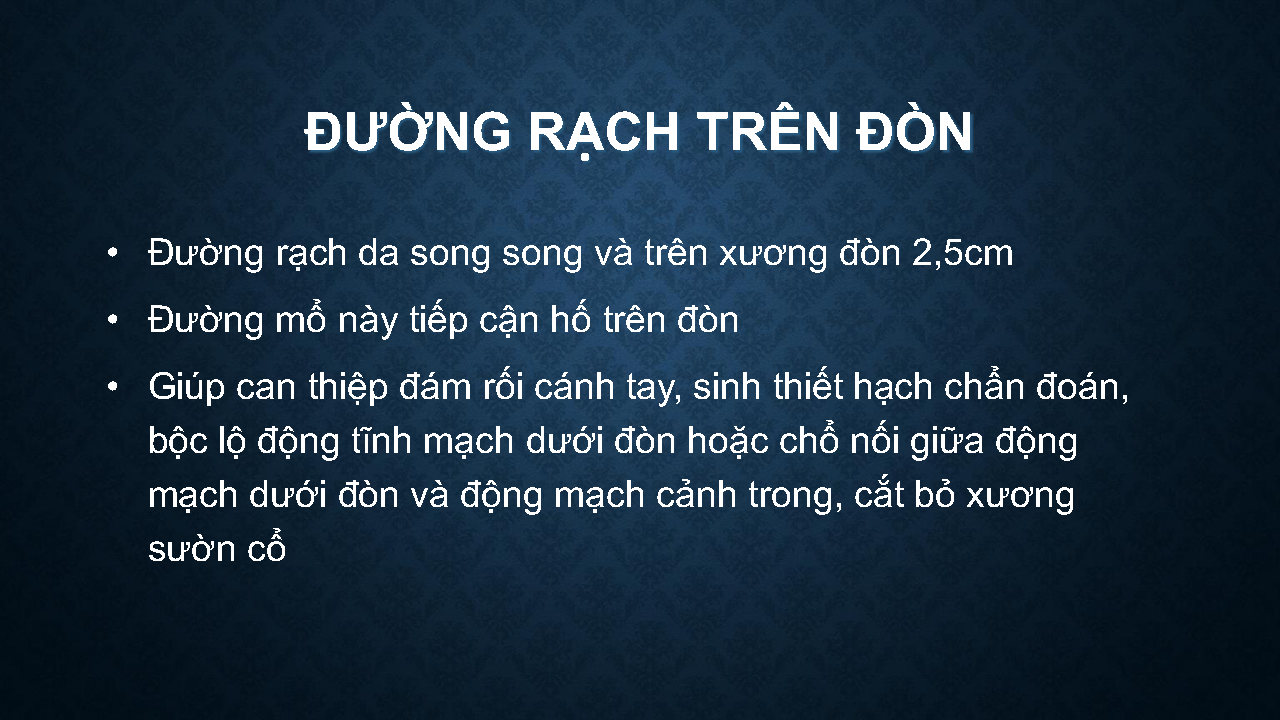 ĐƯỜNG RẠCH TRÊN ĐÒN
• Đường rạch da song song và trên xương đòn 2,5cm
• Đường mổ này tiếp cận hố trên đòn
• Giúp can thiệp đám rối cánh tay, sinh thiết hạch chẩn đoán,
bộc lộ động tĩnh mạch dưới đòn hoặc chổ nối giữa động
mạch dưới đòn và động mạch cảnh trong, cắt bỏ xương
sườn cổ